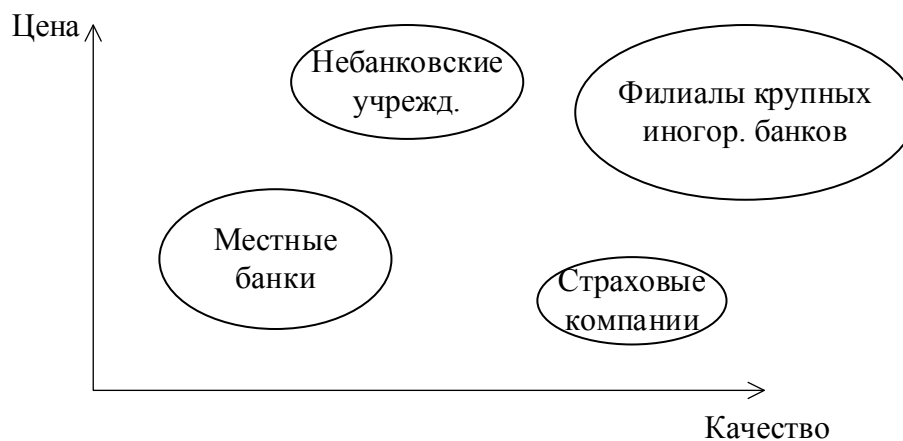 Цена
Небанковские
учрежд.
Филиалы крупных
иногор. банков
Местные
банки
Страховые
компании
Качество